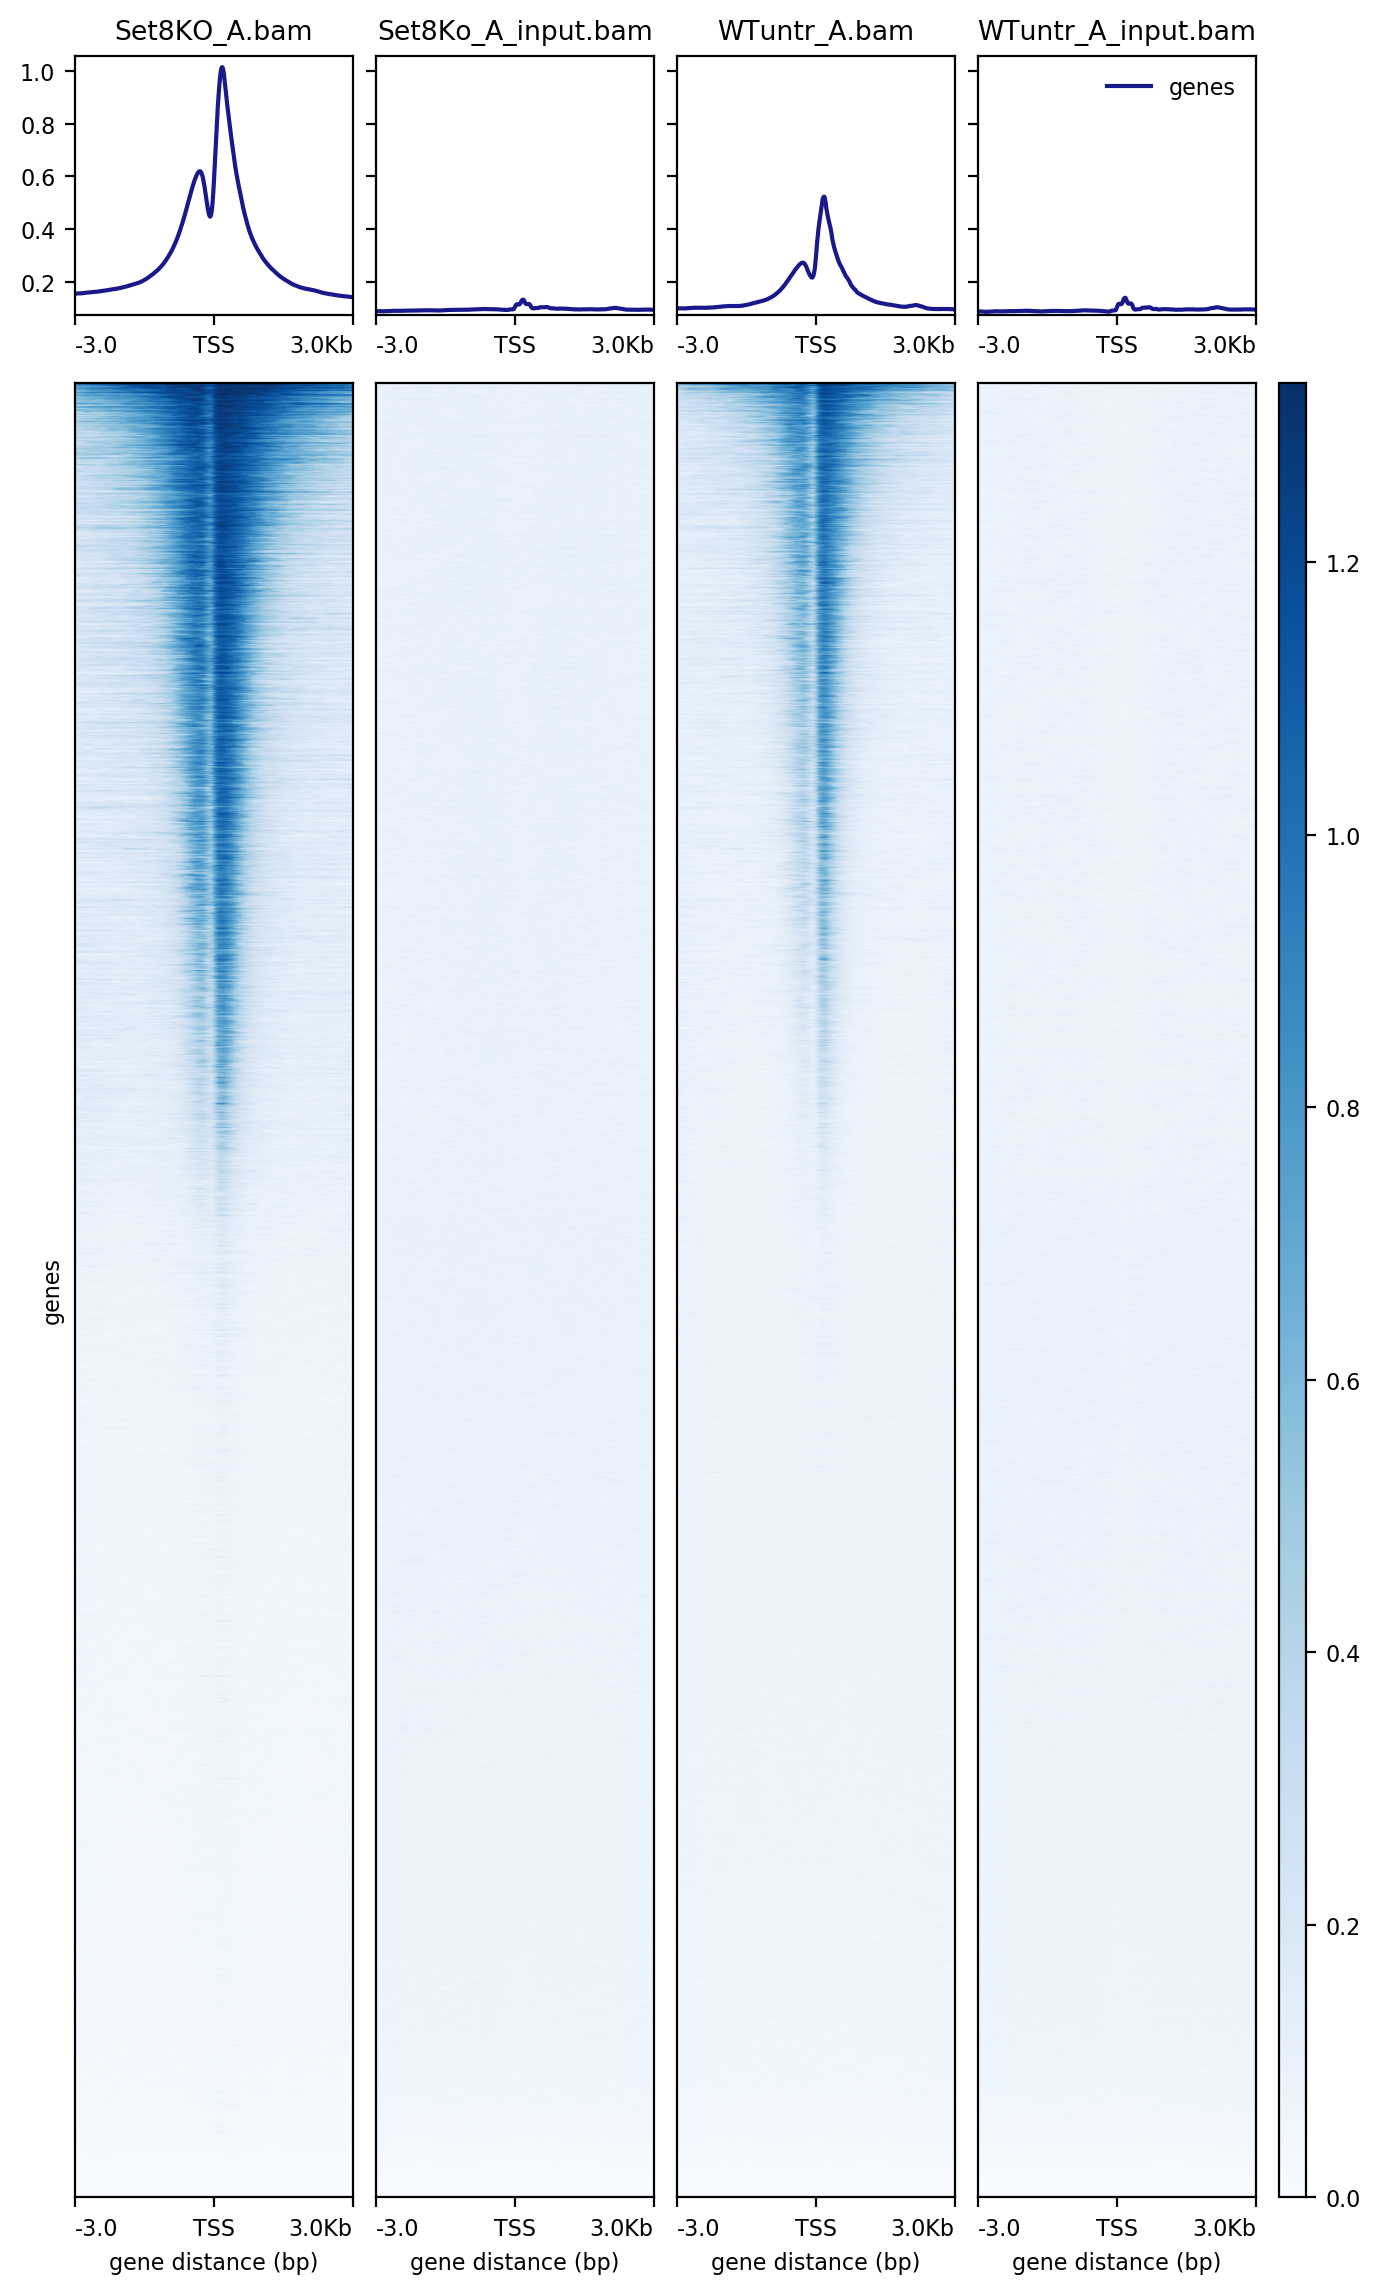 Set8KO_A.bam Set8Ko_A_input.bam WTuntr_A.bam WTuntr_A_input.bam
1.0
0.8
0.6
0.4
0.2
genes
-3.0 TSS 3.0Kb -3.0 TSS 3.0Kb -3.0 TSS 3.0Kb -3.0 TSS 3.0Kb
genes
1.2
1.0
0.8
0.6
0.4
0.2
0.0
-3.0 TSS 3.0Kb -3.0 TSS 3.0Kb -3.0 TSS 3.0Kb -3.0 TSS 3.0Kb
gene distance (bp) gene distance (bp) gene distance (bp) gene distance (bp)